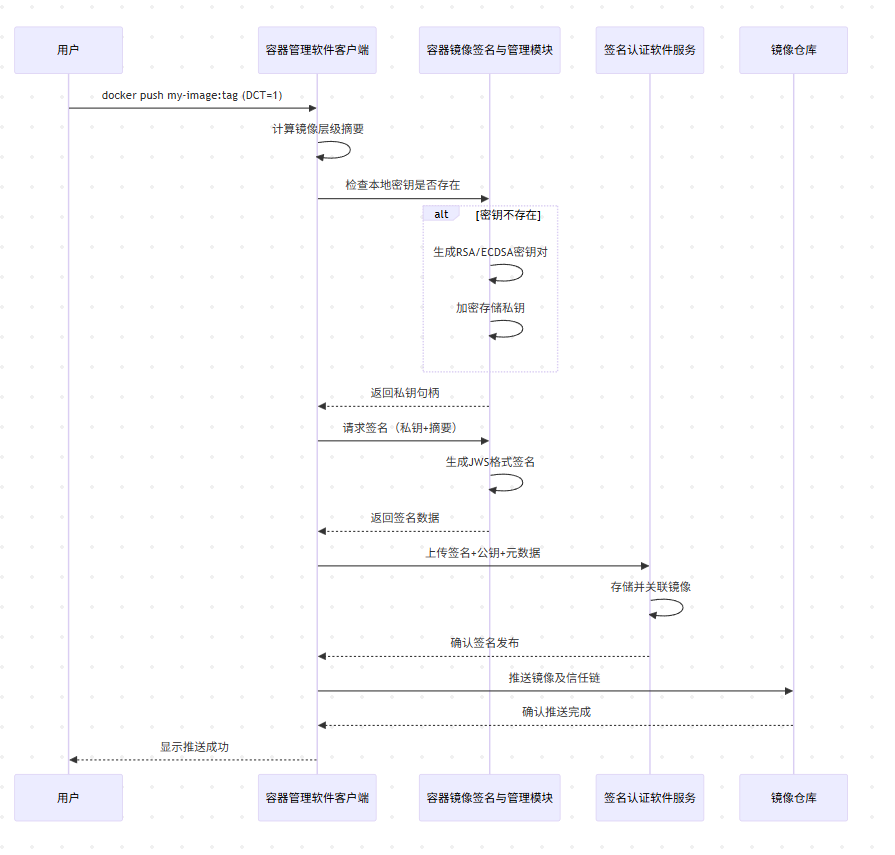 用户
容器管理软件客户端
容器镜像签名与管理模块
签名认证软件服务
镜像仓库
docker push my-image:tag (DCT=1)
计算镜像层级摘要
检查本地密钥是否存在
alt
[密钥不存在]
生成RSA/ECDSA密钥对
加密存储私钥
返回私钥句柄
请求签名（私钥+摘要）
生成JWS格式签名
返回签名数据
上传签名+公钥+元数据
存储并关联镜像
确认签名发布
推送镜像及信任链
确认推送完成
显示推送成功
用户
容器管理软件客户端
容器镜像签名与管理模块
签名认证软件服务
镜像仓库